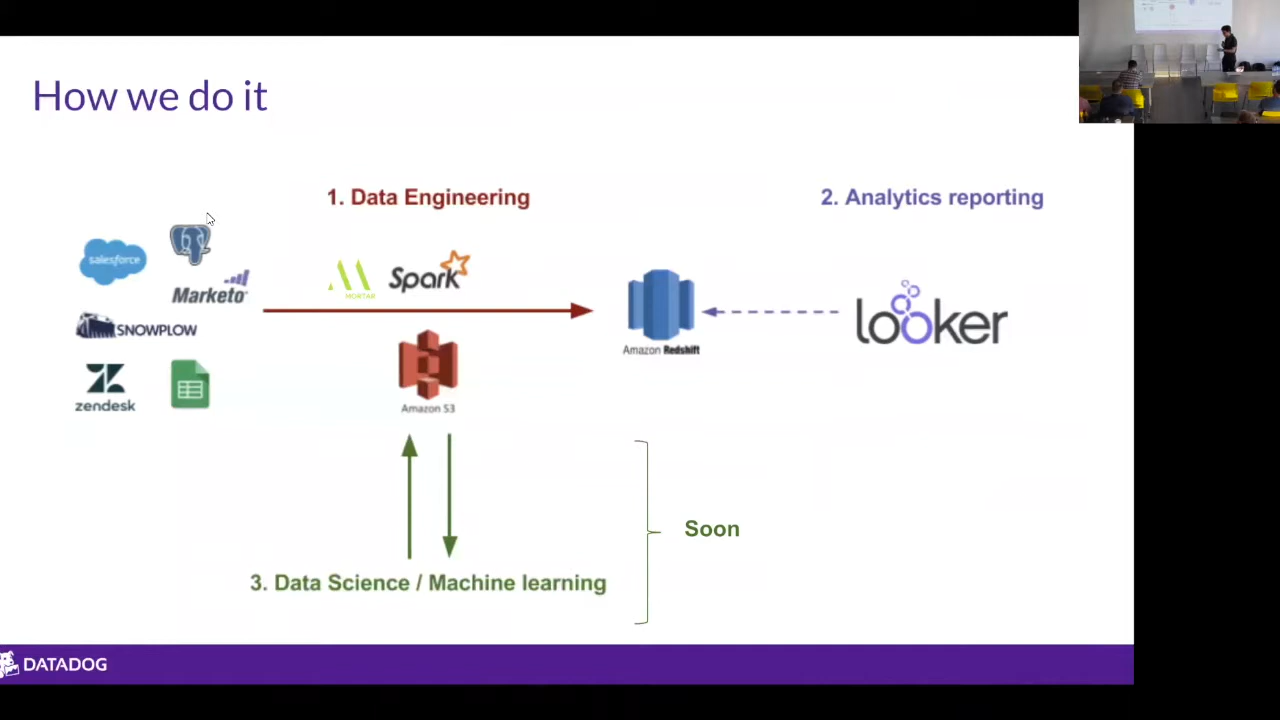 How we do it
1. Data Engineering
2. Analytics reporting
salesforce
Marketo
SNOWPLOW
zendesk
MORTAR
Spark
Amazon S3
Amazon Redshift
looker
Soon
3. Data Science / Machine learning
DATADOG